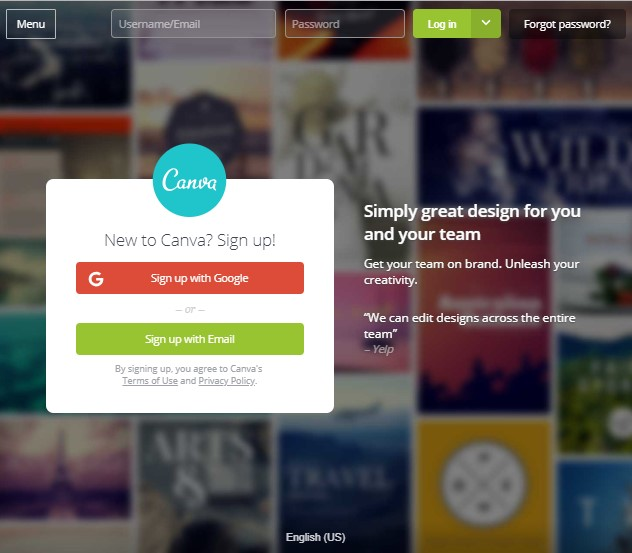 Menu
Username/Email
Password
Log in
Forgot password?
Canva
New to Canva? Sign up!
Sign up with Google
– or –
Sign up with Email
By signing up, you agree to Canva's
Terms of Use and Privacy Policy.
Simply great design for you
and your team
Get your team on brand. Unleash your
creativity.
“We can edit designs across the entire
team”
– Yelp
WILD
ARTS
&
TRAVEL
English (US)